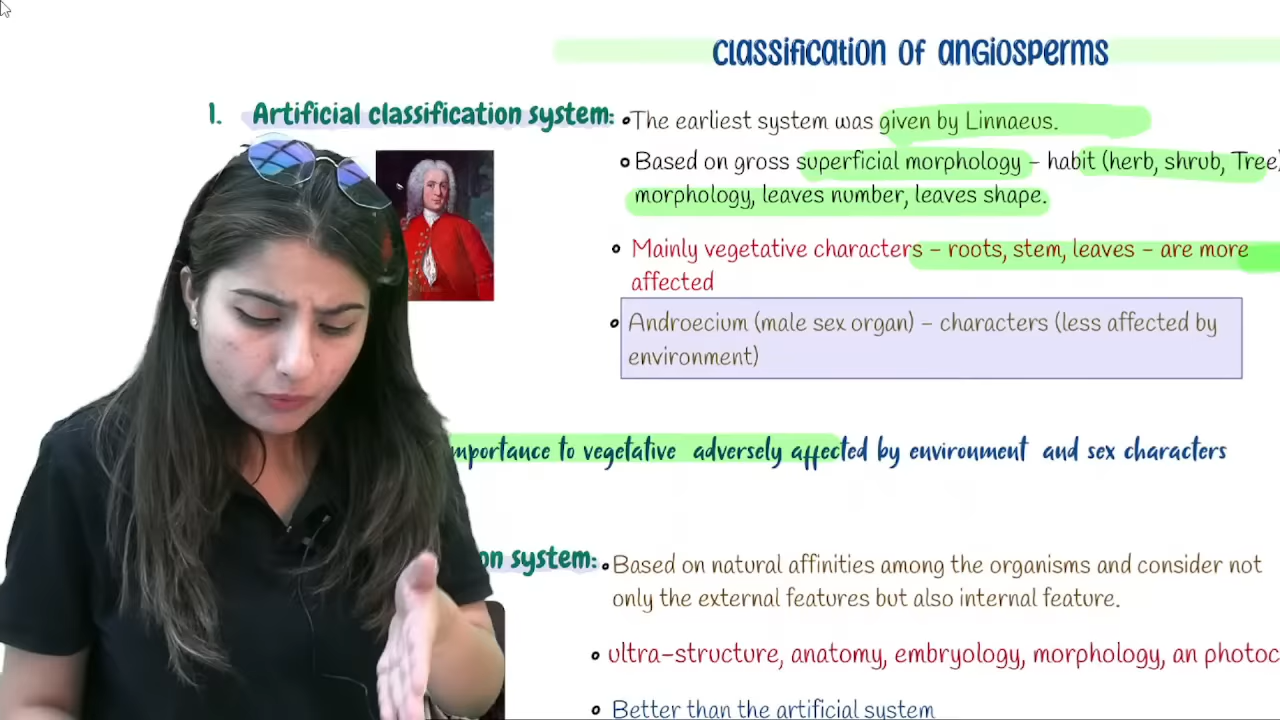 classification of angiosperms
1. Artificial classification system:
•The earliest system was given by Linnaeus.
Based on gross superficial morphology - habit (herb, shrub, Tree)
morphology, leaves number, leaves shape.
Mainly vegetative characters - roots, stem, leaves - are more
affected
Androecium (male sex organ) - characters (less affected by
environment)
to vegetative adversely affected by environment and sex characters
system:
Based on natural affinities among the organisms and consider not
only the external features but also internal feature.
ultra-structure, anatomy, embryology, morphology, an
Better than the artificial system